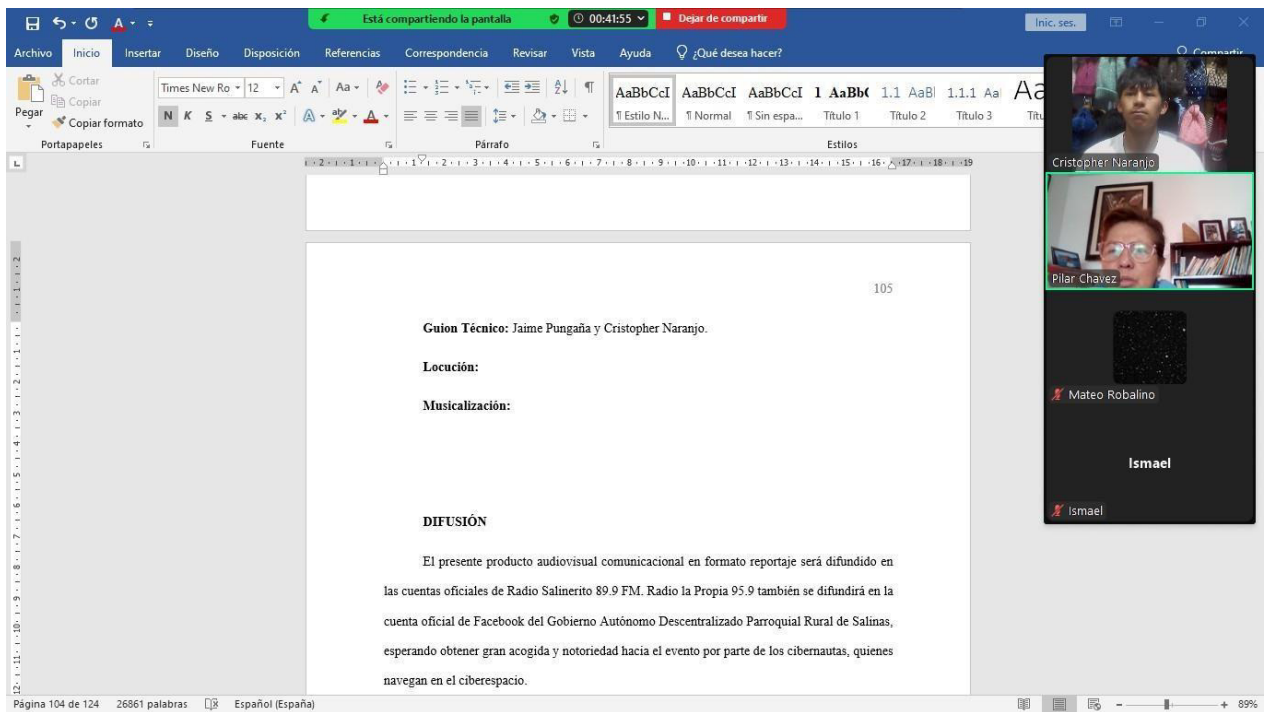 Está compartiendo la pantalla
00:41:55
Dejar de compartir
Inic. ses.
Archivo Inicio Insertar Diseño Disposición Referencias Correspondencia Revisar Vista Ayuda ¿Qué desea hacer?
Compartir
Pegar
Cortar
Copiar
Copiar formato
Portapapeles
Times New Ro 12
N K S abc x₂ x²
Fuente
Párrafo
AaBbCcI AaBbCcI AaBbCcI 1 AaBb( 1.1 AaBl 1.1.1 Aa
¶ Estilo N... ¶ Normal ¶ Sin espa... Título 1 Título 2 Título 3
Estilos
105
Guion Técnico: Jaime Pungaña y Cristopher Naranjo.
Locución:
Musicalización:
DIFUSIÓN
El presente producto audiovisual comunicacional en formato reportaje será difundido en
las cuentas oficiales de Radio Salinerito 89.9 FM. Radio la Propia 95.9 también se difundirá en la
cuenta oficial de Facebook del Gobierno Autónomo Descentralizado Parroquial Rural de Salinas,
esperando obtener gran acogida y notoriedad hacia el evento por parte de los cibernautas, quienes
navegan en el ciberespacio.
Cristopher Naranjo
Pilar Chavez
Mateo Robalino
Ismael
Ismael
Página 104 de 124 26861 palabras Español (España)
89%